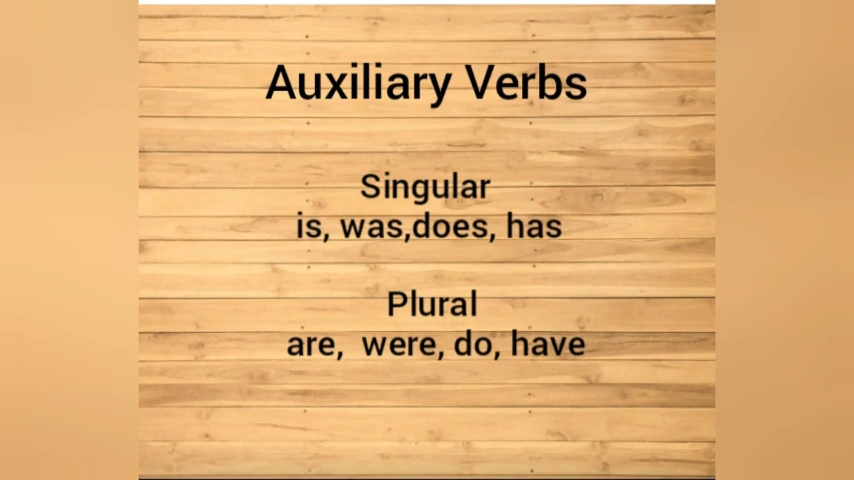 Auxiliary Verbs
Singular
is, was,does, has
Plural
are, were, do, have